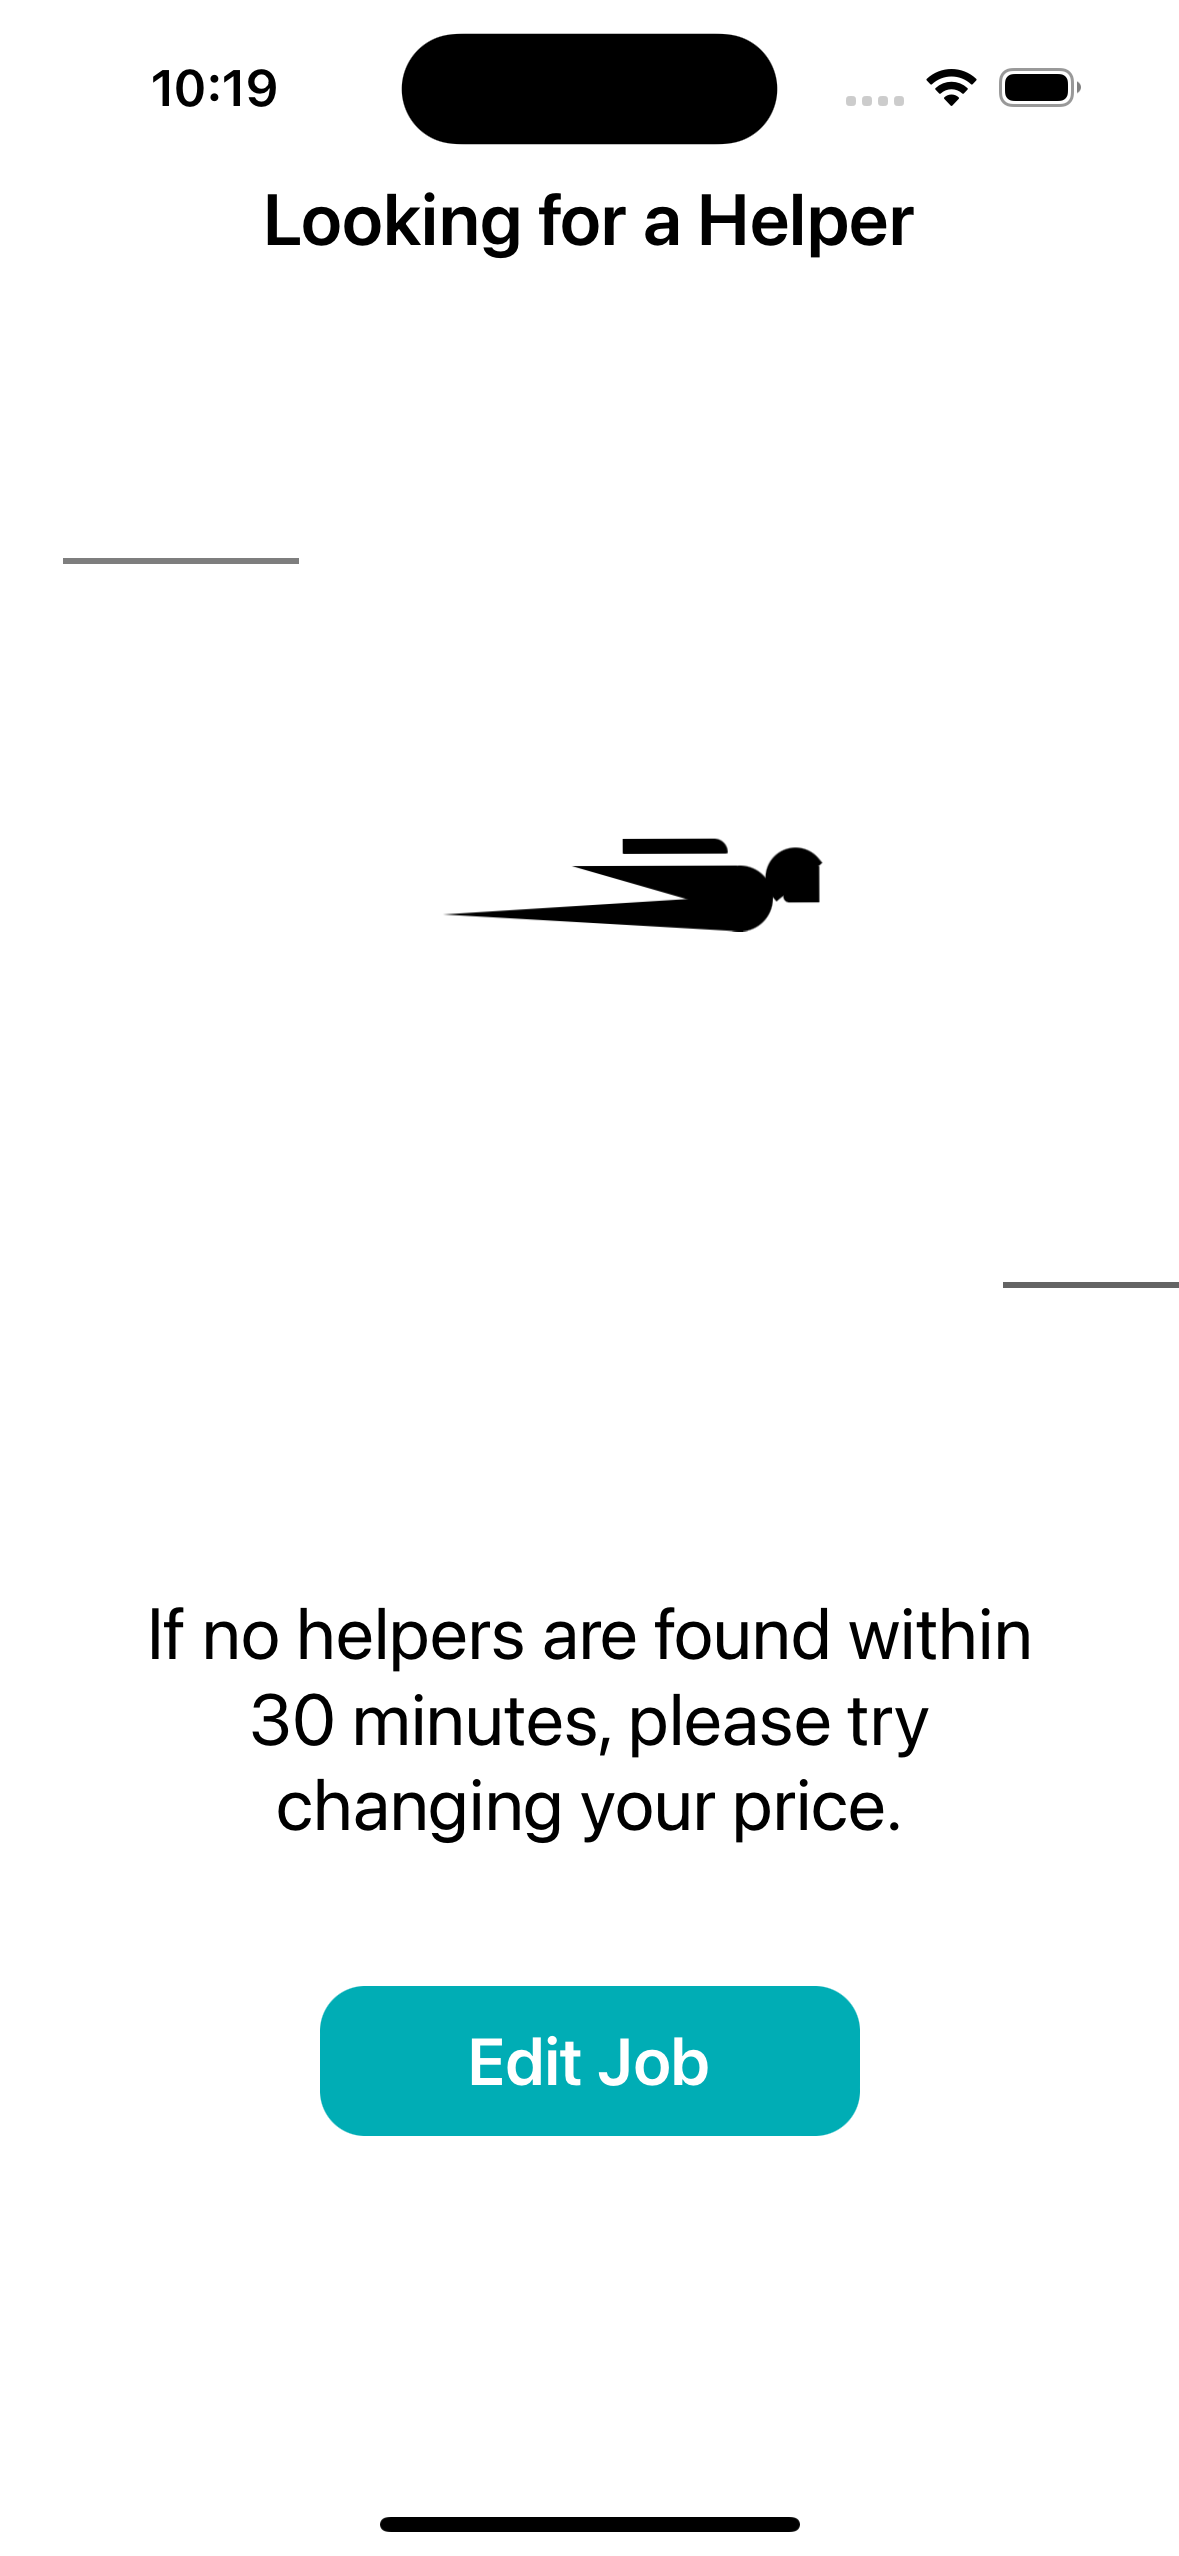 10:19
Looking for a Helper
If no helpers are found within
30 minutes, please try
changing your price.
Edit Job